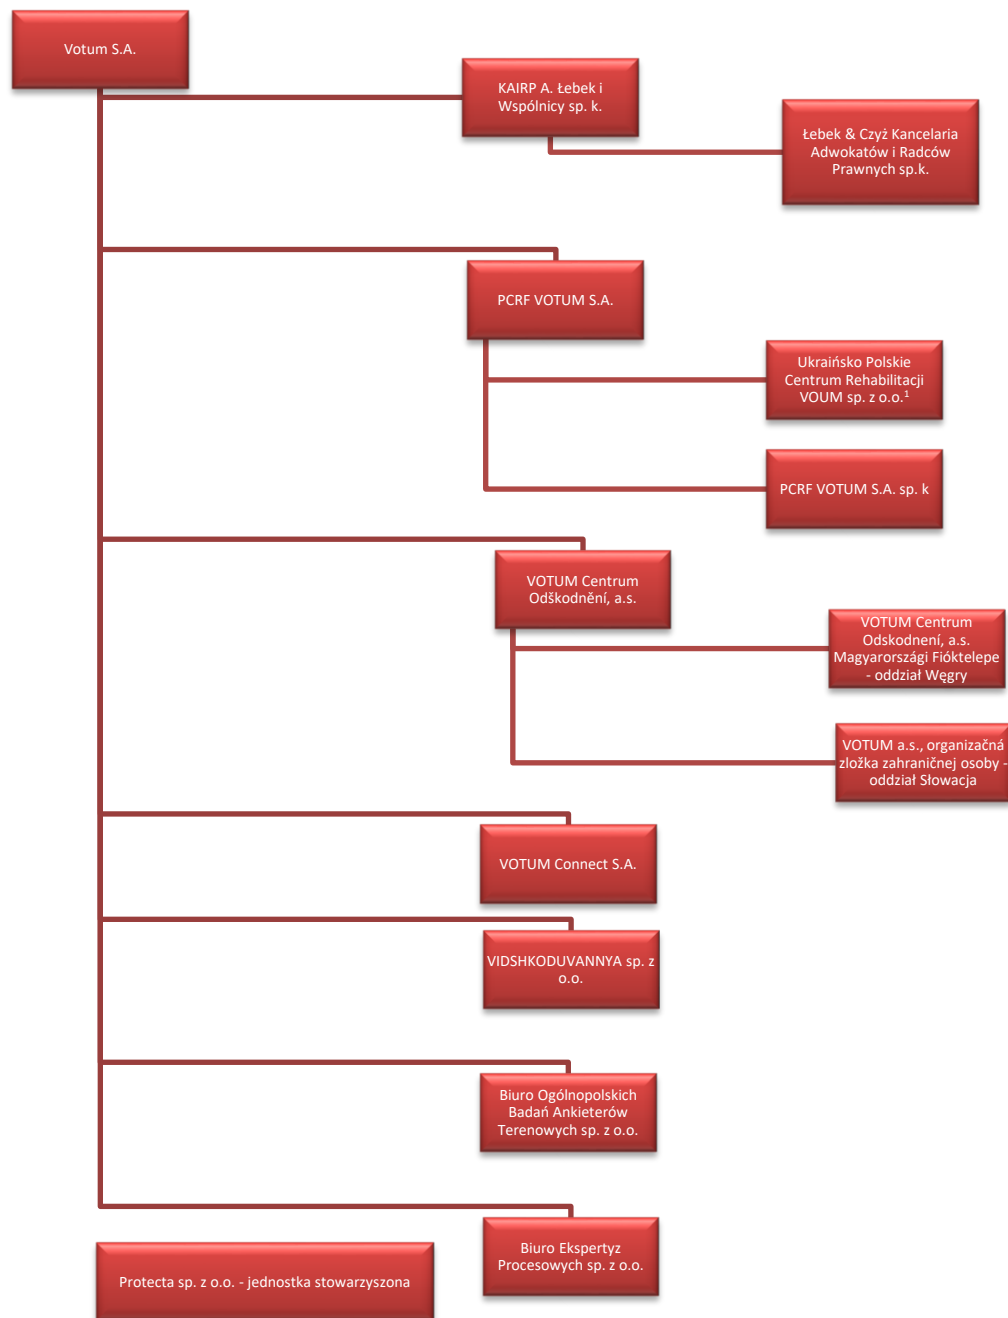 Votum S.A.
KAIRP A. Łebek i
Wspólnicy sp. k.
Łebek & Czyż Kancelaria
Adwokatów i Radców
Prawnych sp.k.
PCRF VOTUM S.A.
Ukraińsko Polskie
Centrum Rehabilitacji
VOUM sp. z o.o.¹
PCRF VOTUM S.A. sp. k
VOTUM Centrum
Odškodnění, a.s.
VOTUM Centrum
Odskodnení, a.s.
Magyarországi Fióktelepe
- oddział Węgry
VOTUM a.s., organizačná
zložka zahraničnej osoby -
oddział Słowacja
VOTUM Connect S.A.
VIDSHKODUVANNYA sp. z
o.o.
Biuro Ogólnopolskich
Badań Ankieterów
Terenowych sp. z o.o.
Biuro Ekspertyz
Procesowych sp. z o.o.
Protecta sp. z o.o. - jednostka stowarzyszona